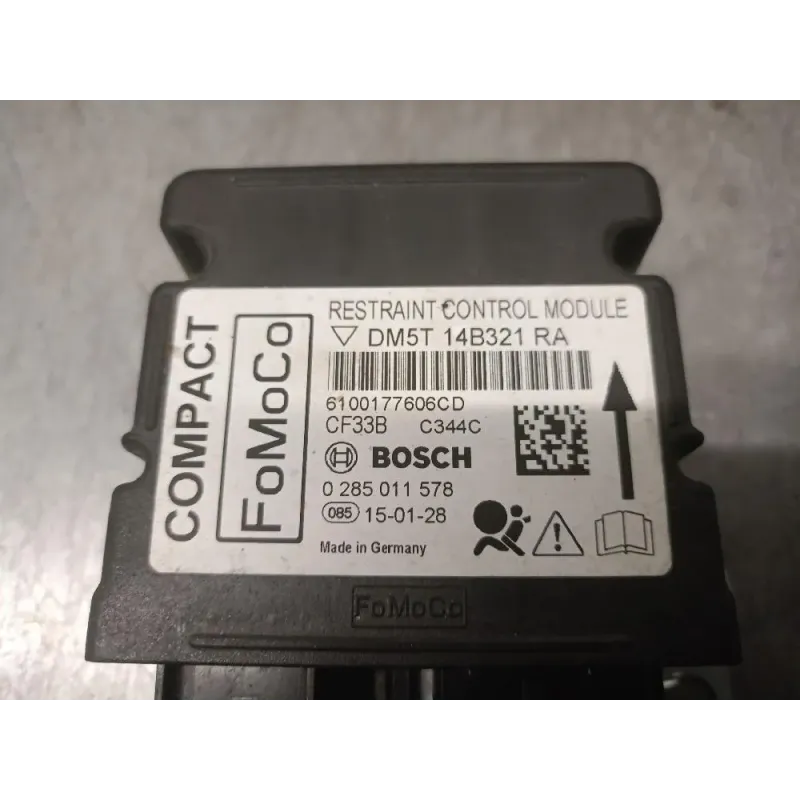 COMPACT
FoMoCo
RESTRAINT CONTROL MODULE
DM5T 14B321 RA
6100177606CD
CF33B C344C
BOSCH
0 285 011 578
085 15-01-28
Made in Germany
FoMoCo